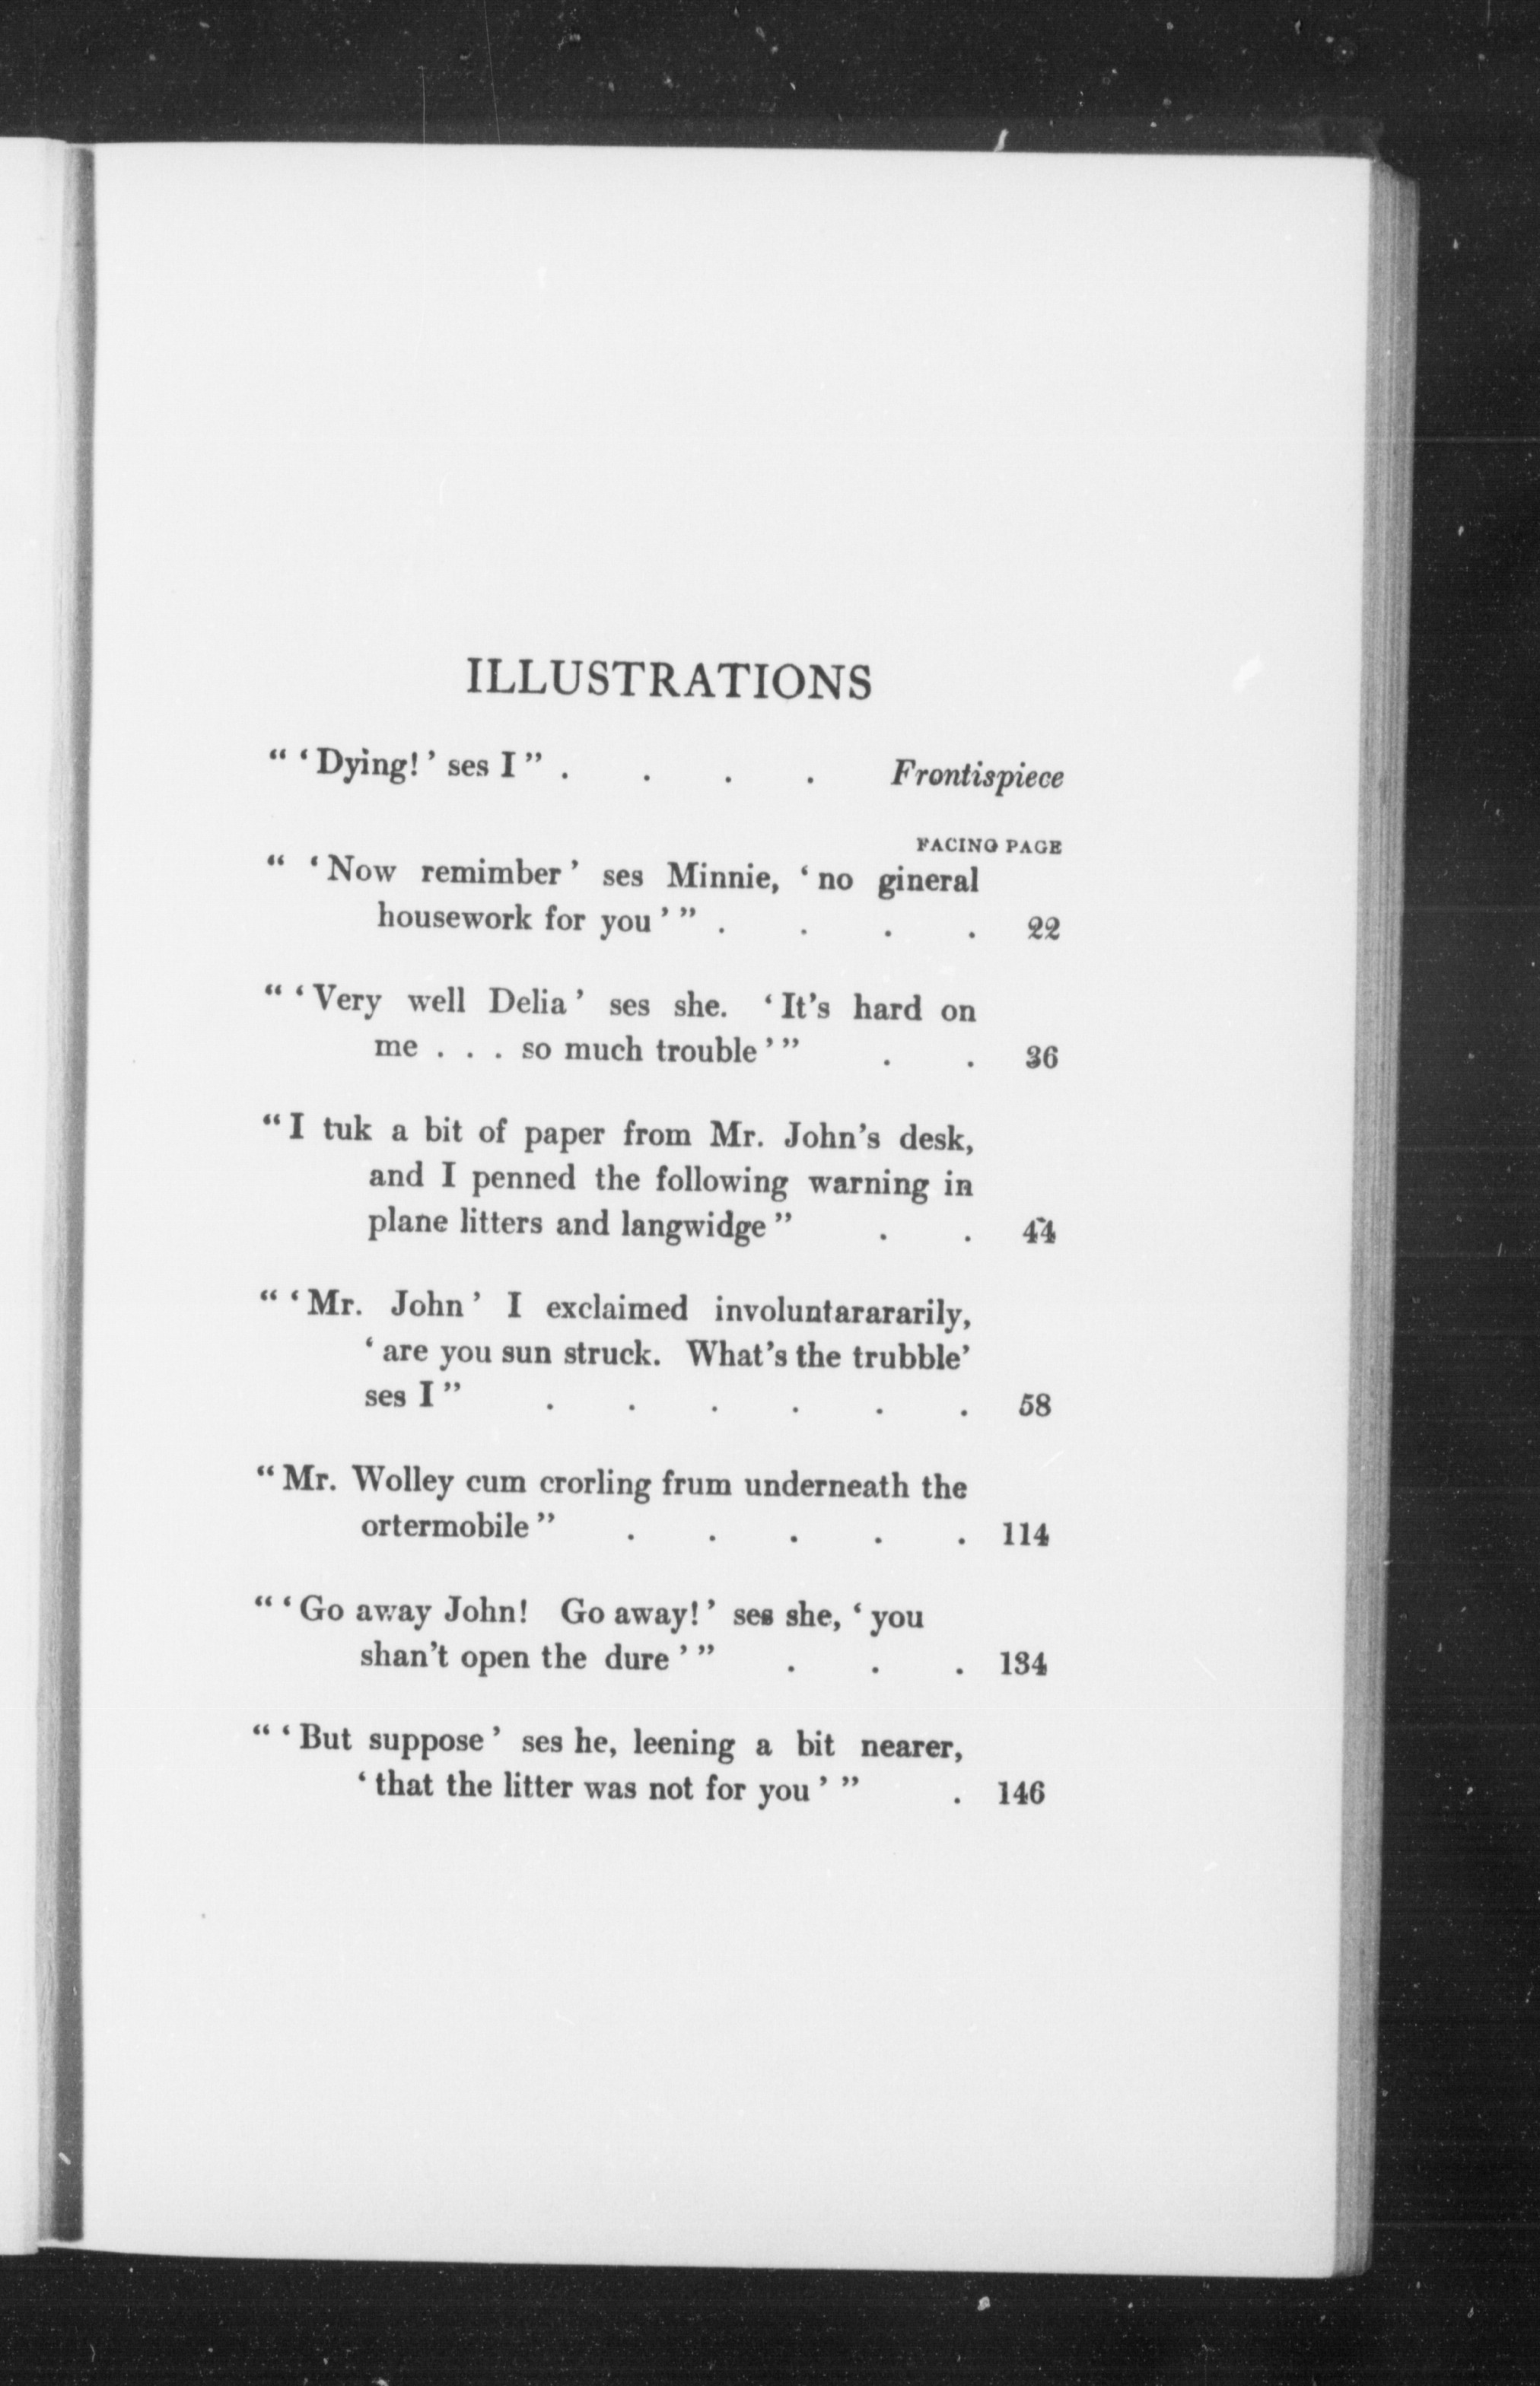 ILLUSTRATIONS
" 'Dying!' ses I" . . . . Frontispiece
FACING PAGE
" 'Now remimber' ses Minnie, 'no gineral
housework for you' " . . . . 22
" 'Very well Delia' ses she. 'It's hard on
me . . . so much trouble' " . . 36
"I tuk a bit of paper from Mr. John's desk,
and I penned the following warning in
plane litters and langwidge" . . 44
" 'Mr. John' I exclaimed involuntarararily,
'are you sun struck. What's the trubble'
ses I" . . . . . . 58
"Mr. Wolley cum crorling frum underneath the
ortermobile" . . . . . 114
" 'Go away John! Go away!' ses she, 'you
shan't open the dure' " . . . 134
" 'But suppose' ses he, leening a bit nearer,
'that the litter was not for you' " . 146